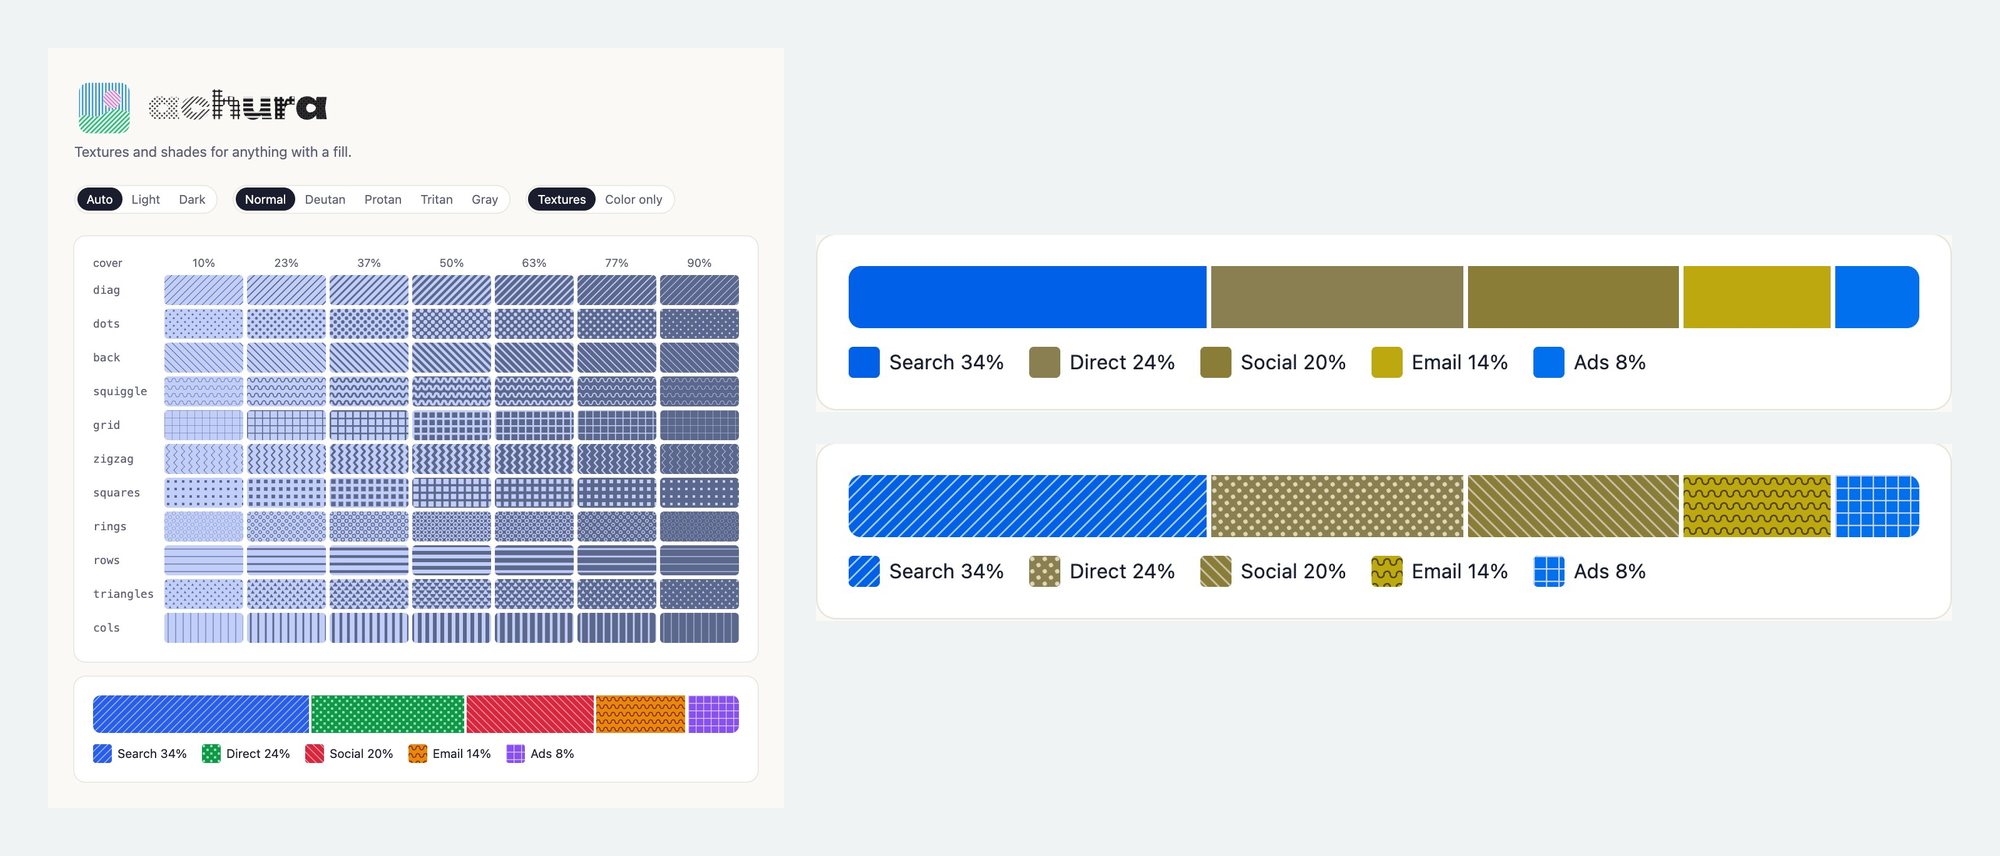 achura
Textures and shades for anything with a fill.
Auto Light Dark Normal Deutan Protan Tritan Gray Textures Color only
cover 10% 23% 37% 50% 63% 77% 90%
diag
dots
back
squiggle
grid
zigzag
squares
rings
rows
triangles
cols
Search 34% Direct 24% Social 20% Email 14% Ads 8%
Search 34% Direct 24% Social 20% Email 14% Ads 8%
Search 34% Direct 24% Social 20% Email 14% Ads 8%